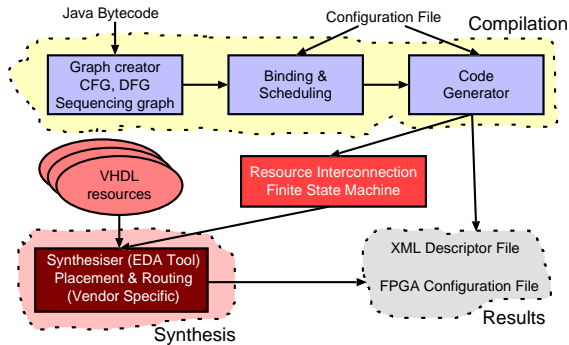 Java Bytecode
Configuration File
Compilation
Graph creator
CFG, DFG
Sequencing graph
Binding &
Scheduling
Code
Generator
VHDL
resources
Resource Interconnection
Finite State Machine
Synthesiser (EDA Tool)
Placement & Routing
(Vendor Specific)
XML Descriptor File
FPGA Configuration File
Synthesis
Results